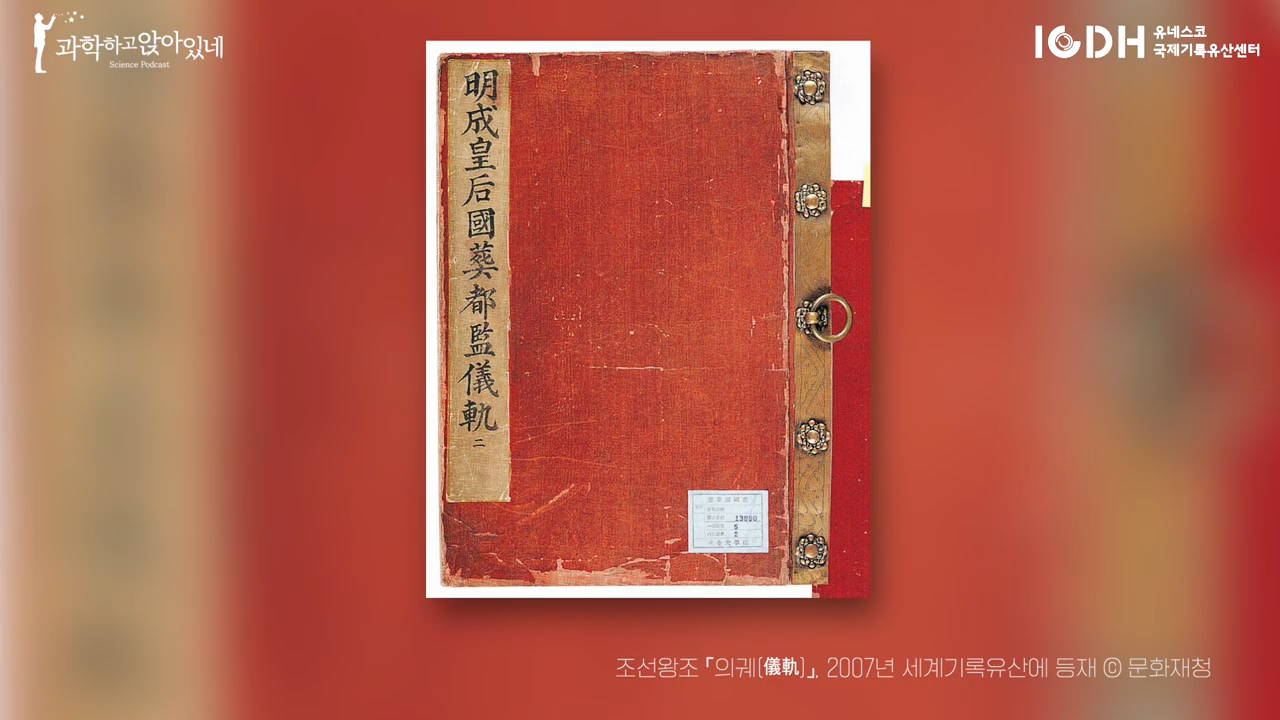 과학하고앉아있네
Science Podcast
ICDH 유네스코
국제기록유산센터
明成皇后國葬都監儀軌
二
13890
5
2
조선왕조『의궤(儀軌)』, 2007년 세계기록유산에 등재 ⓒ 문화재청